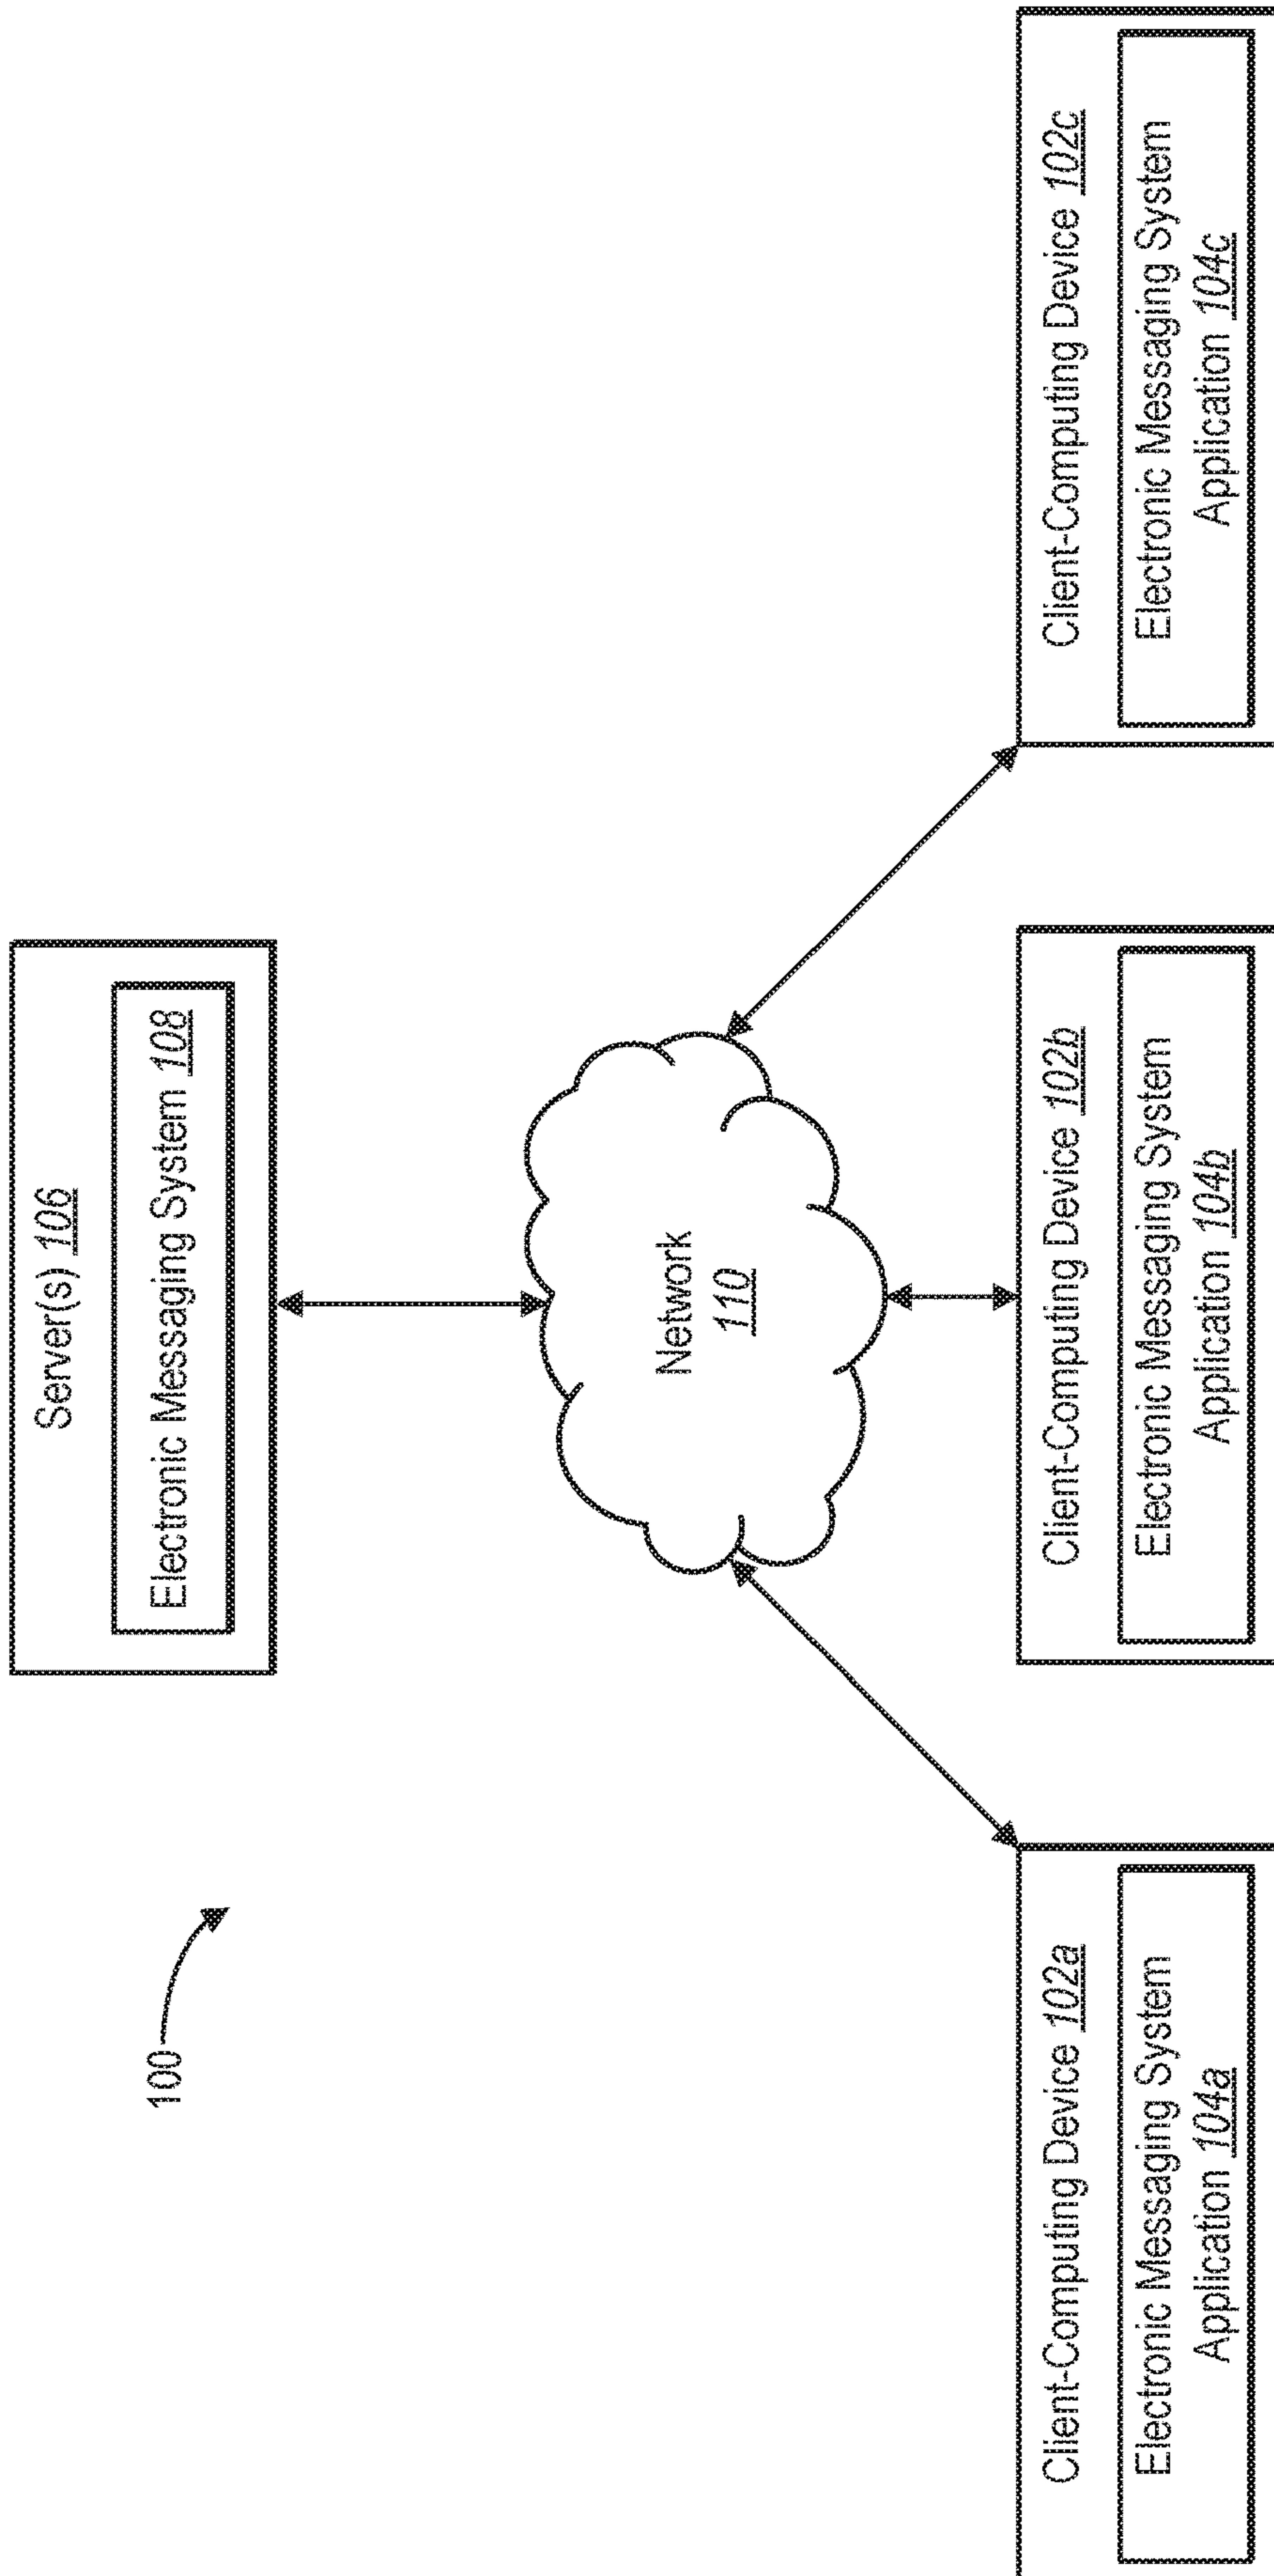 100
Server(s) 106
Electronic Messaging System 108
Network
110
Client-Computing Device 102a
Electronic Messaging System
Application 104a
Client-Computing Device 102b
Electronic Messaging System
Application 104b
Client-Computing Device 102c
Electronic Messaging System
Application 104c